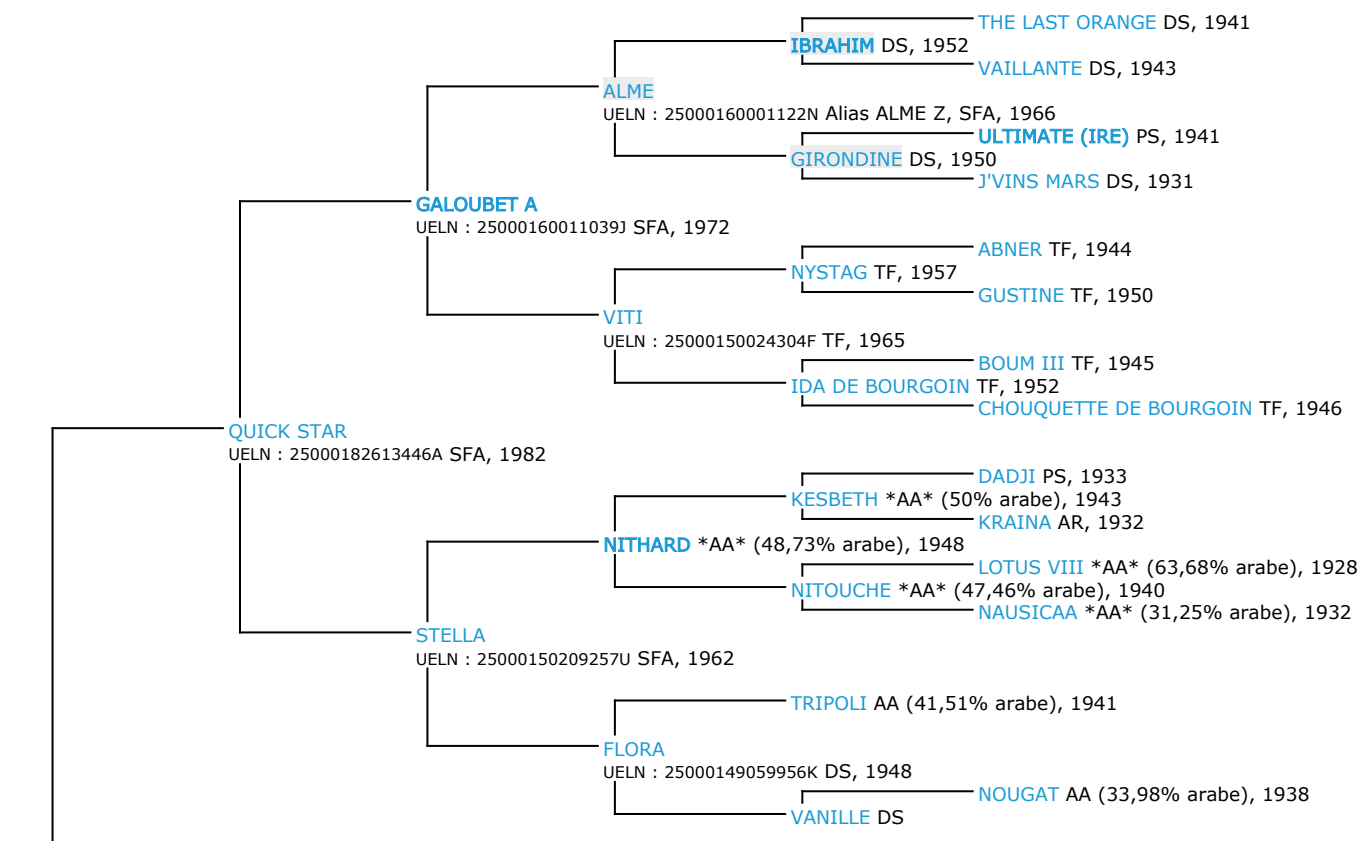 THE LAST ORANGE DS, 1941
IBRAHIM DS, 1952
VAILLANTE DS, 1943
ALME
UELN : 25000160001122N Alias ALME Z, SFA, 1966
ULTIMATE (IRE) PS, 1941
GIRONDINE DS, 1950
J'VINS MARS DS, 1931
GALOUBET A
UELN : 25000160011039J SFA, 1972
ABNER TF, 1944
NYSTAG TF, 1957
GUSTINE TF, 1950
VITI
UELN : 25000150024304F TF, 1965
BOUM III TF, 1945
IDA DE BOURGOIN TF, 1952
CHOUQUETTE DE BOURGOIN TF, 1946
QUICK STAR
UELN : 25000182613446A SFA, 1982
DADJI PS, 1933
KESBETH *AA* (50% arabe), 1943
KRAINA AR, 1932
NITHARD *AA* (48,73% arabe), 1948
LOTUS VIII *AA* (63,68% arabe), 1928
NITOUCHE *AA* (47,46% arabe), 1940
NAUSICAA *AA* (31,25% arabe), 1932
STELLA
UELN : 25000150209257U SFA, 1962
TRIPOLI AA (41,51% arabe), 1941
FLORA
UELN : 25000149059956K DS, 1948
NOUGAT AA (33,98% arabe), 1938
VANILLE DS